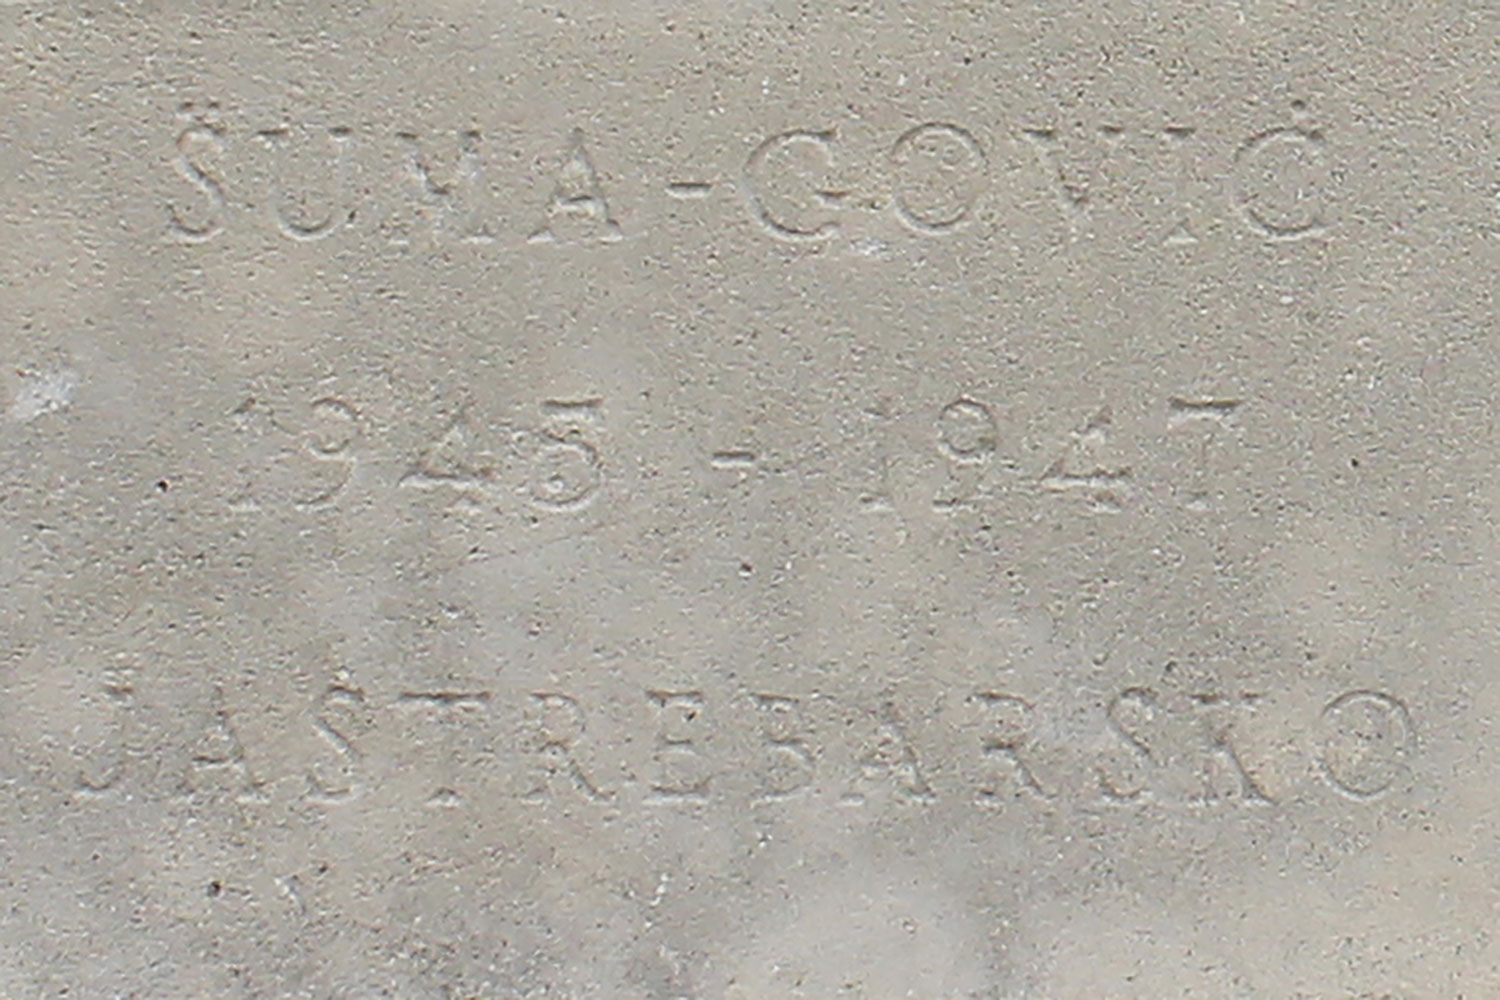 ŠUMA-GOVIĆ
1945 - 1947
JASTREBARSKO